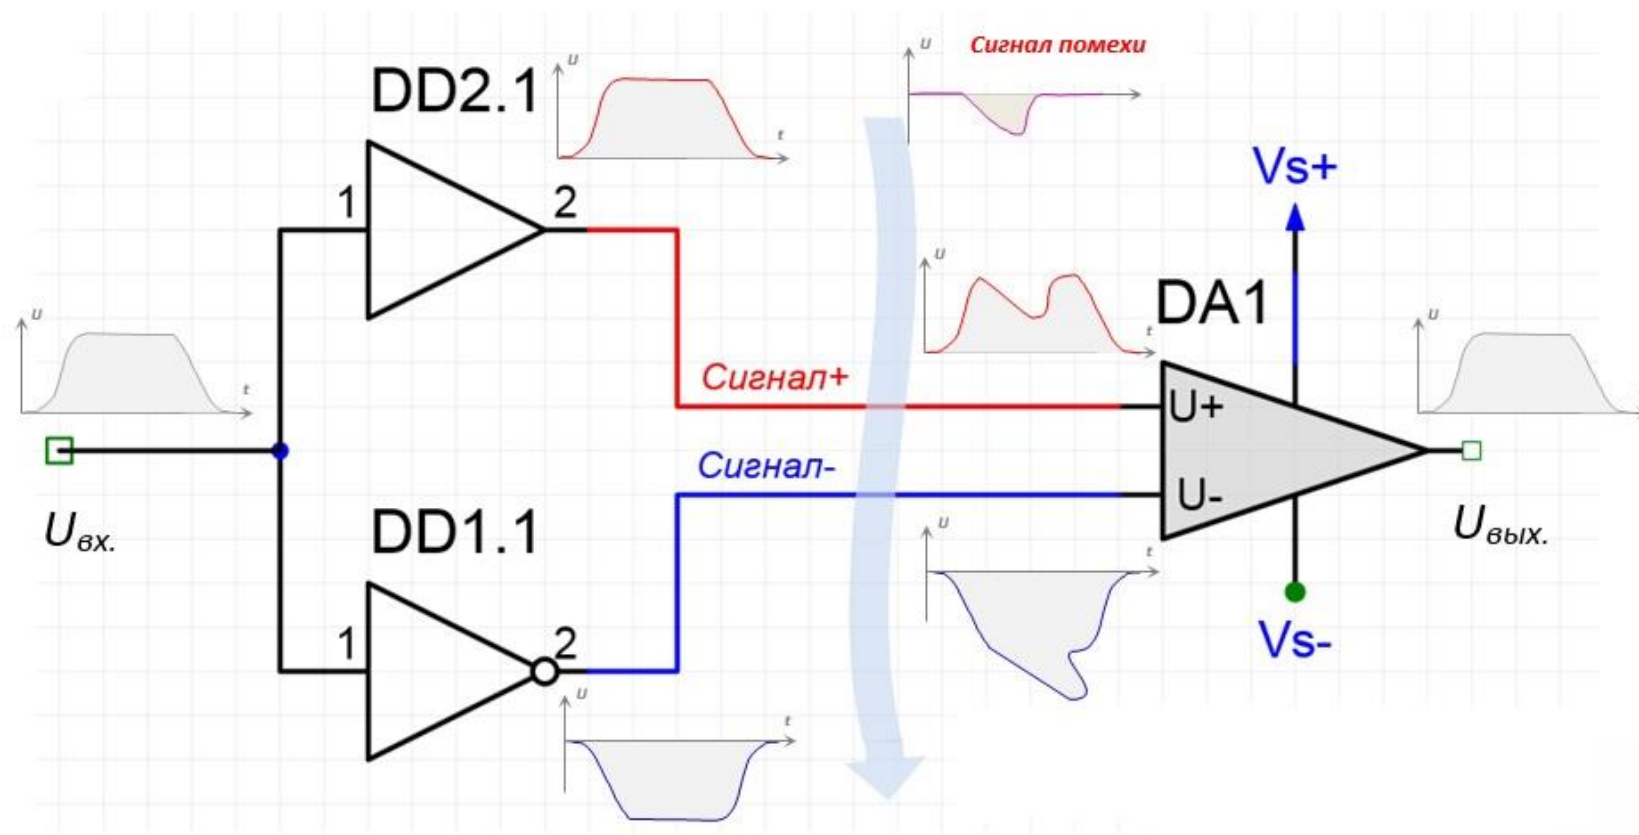 U
Сигнал помехи
DD2.1
U
t
Vs+
1
2
U
DA1
t
U
t
U
Сигнал+
U+
Сигнал-
U-
Uвх.
DD1.1
U
t
Uвых.
1
2
Vs-
U
t